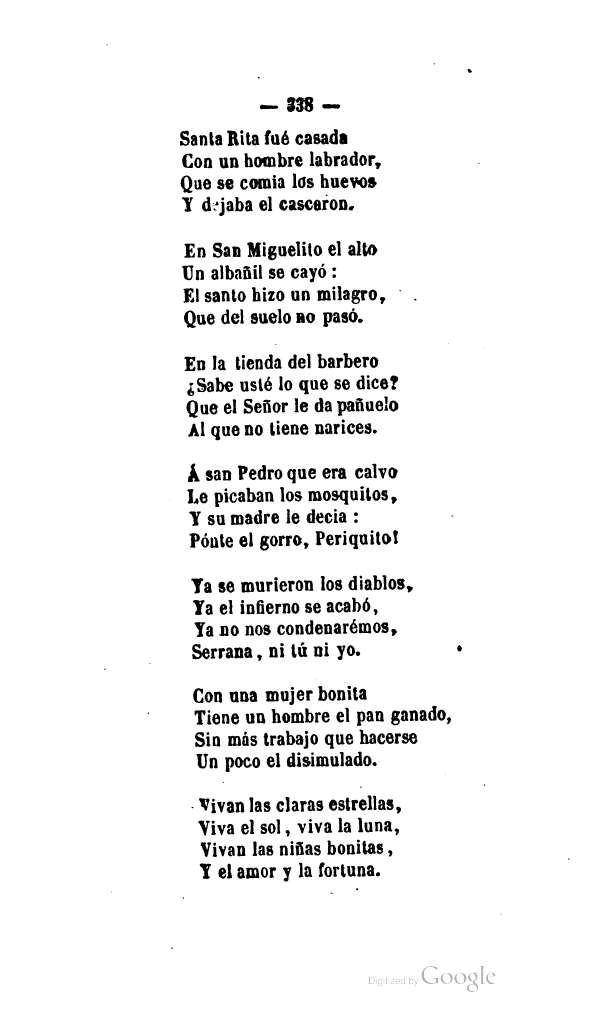 — 338 —
Santa Rita fué casada
Con un hombre labrador,
Que se comia los huevos
Y dejaba el cascaron.
En San Miguelito el alto
Un albañil se cayó :
El santo hizo un milagro,
Que del suelo no pasó.
En la tienda del barbero
¿Sabe usté lo que se dice?
Que el Señor le da pañuelo
Al que no tiene narices.
Á san Pedro que era calvo
Le picaban los mosquitos,
Y su madre le decia :
Pónte el gorro, Periquito!
Ya se murieron los diablos,
Ya el infierno se acabó,
Ya no nos condenarémos,
Serrana, ni tú ni yo.
Con una mujer bonita
Tiene un hombre el pan ganado,
Sin más trabajo que hacerse
Un poco el disimulado.
Vivan las claras estrellas,
Viva el sol, viva la luna,
Vivan las niñas bonitas,
Y el amor y la fortuna.
Digitized by Google